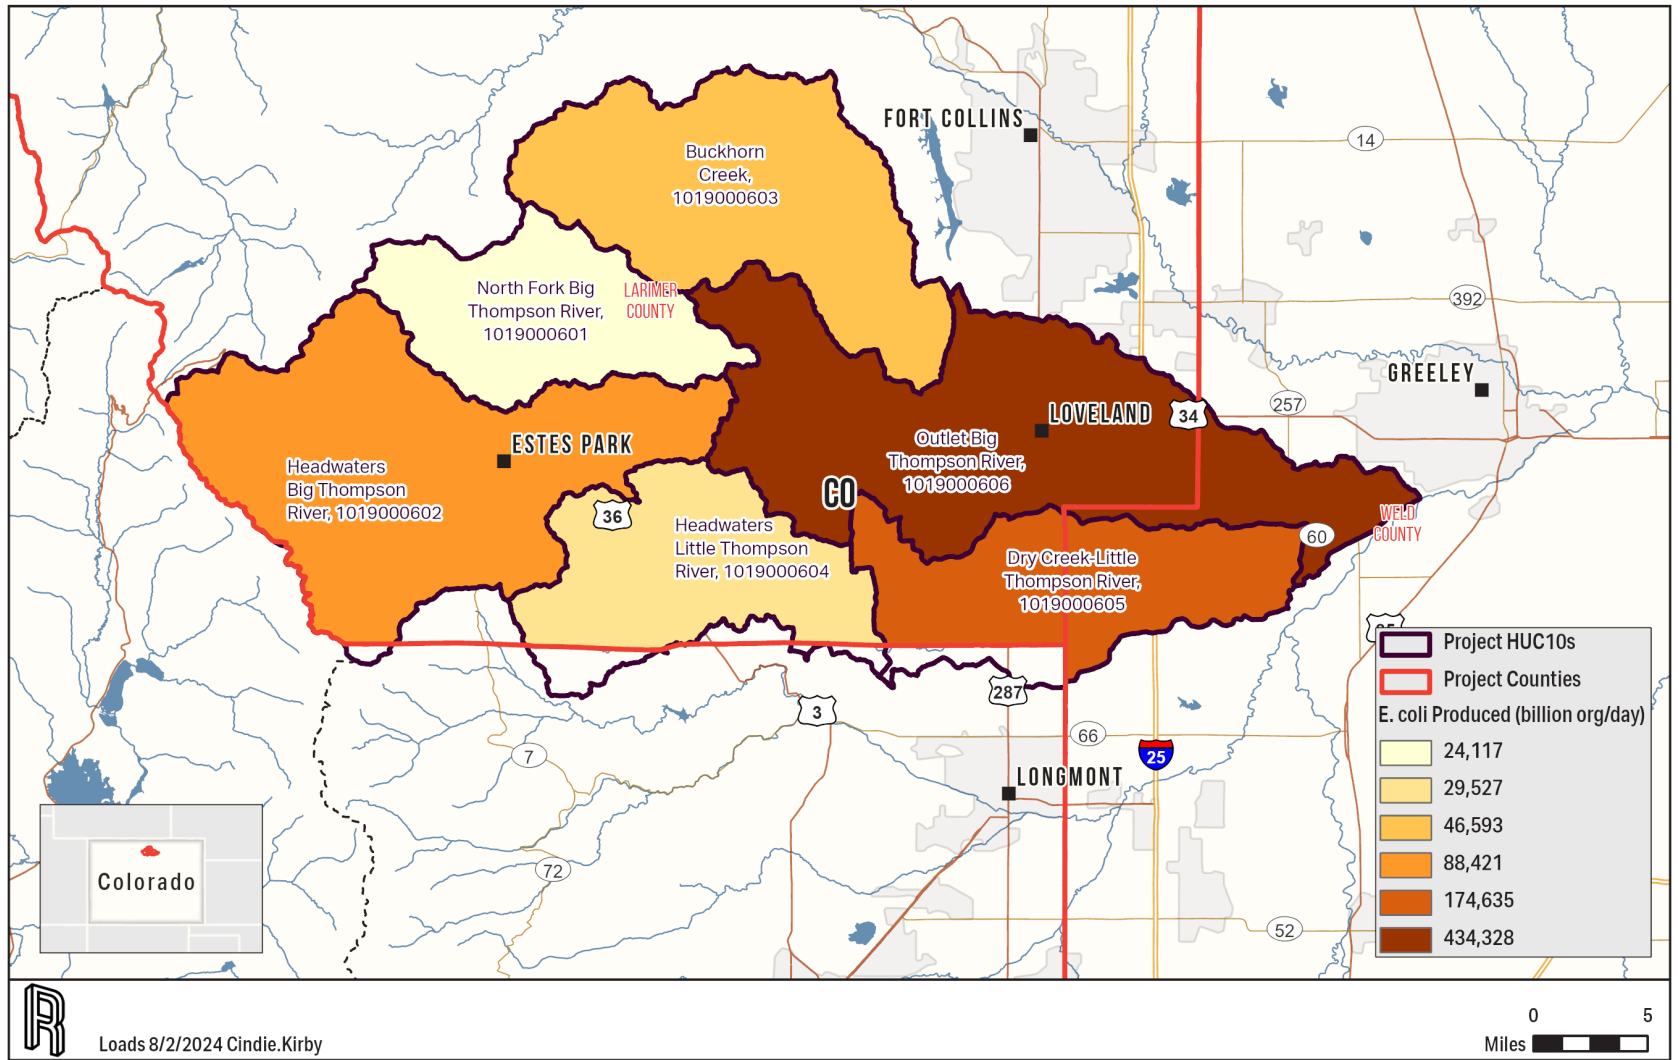 FORT COLLINS
14
Buckhorn
Creek,
1019000603
North Fork Big
Thompson River,
1019000601
LARIMER
COUNTY
392
GREELEY
257
34
LOVELAND
ESTES PARK
Outlet Big
Thompson River,
1019000606
Headwaters
Big Thompson
River, 1019000602
CO
36
WELD
COUNTY
60
Headwaters
Little Thompson
River, 1019000604
Dry Creek-Little
Thompson River,
1019000605
287
3
66
7
25
LONGMONT
72
52
Project HUC10s
Project Counties
E. coli Produced (billion org/day)
24,117
29,527
46,593
88,421
174,635
434,328
Colorado
Loads 8/2/2024 Cindie.Kirby
0 5
Miles